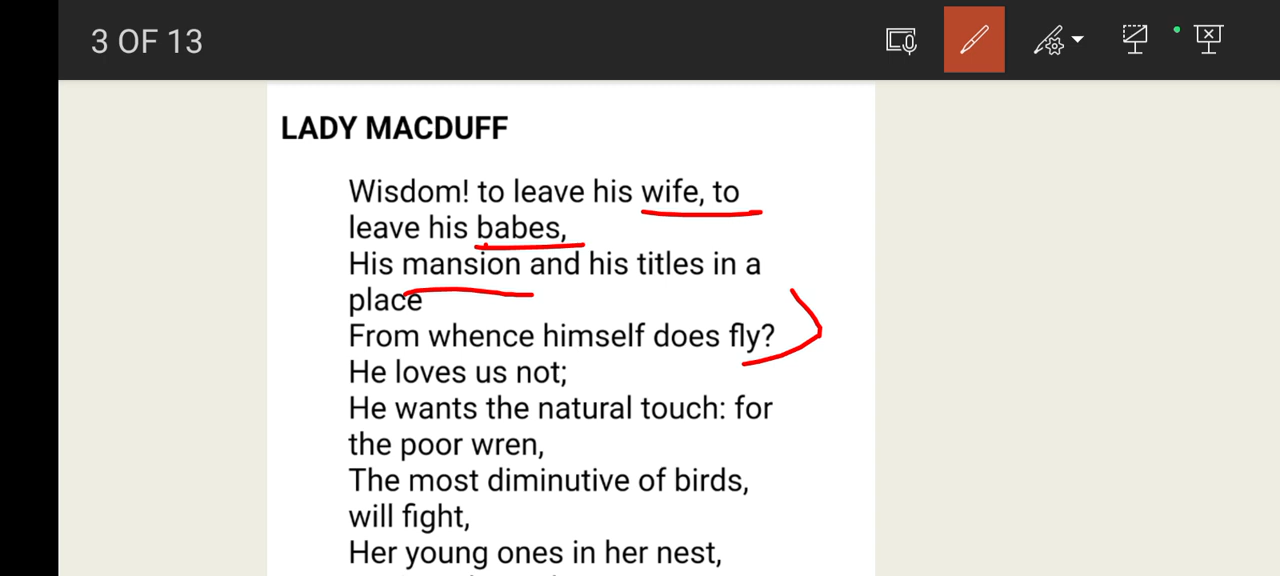 3 OF 13
LADY MACDUFF
Wisdom! to leave his wife, to
leave his babes,
His mansion and his titles in a
place
From whence himself does fly?
He loves us not;
He wants the natural touch: for
the poor wren,
The most diminutive of birds,
will fight,
Her young ones in her nest,